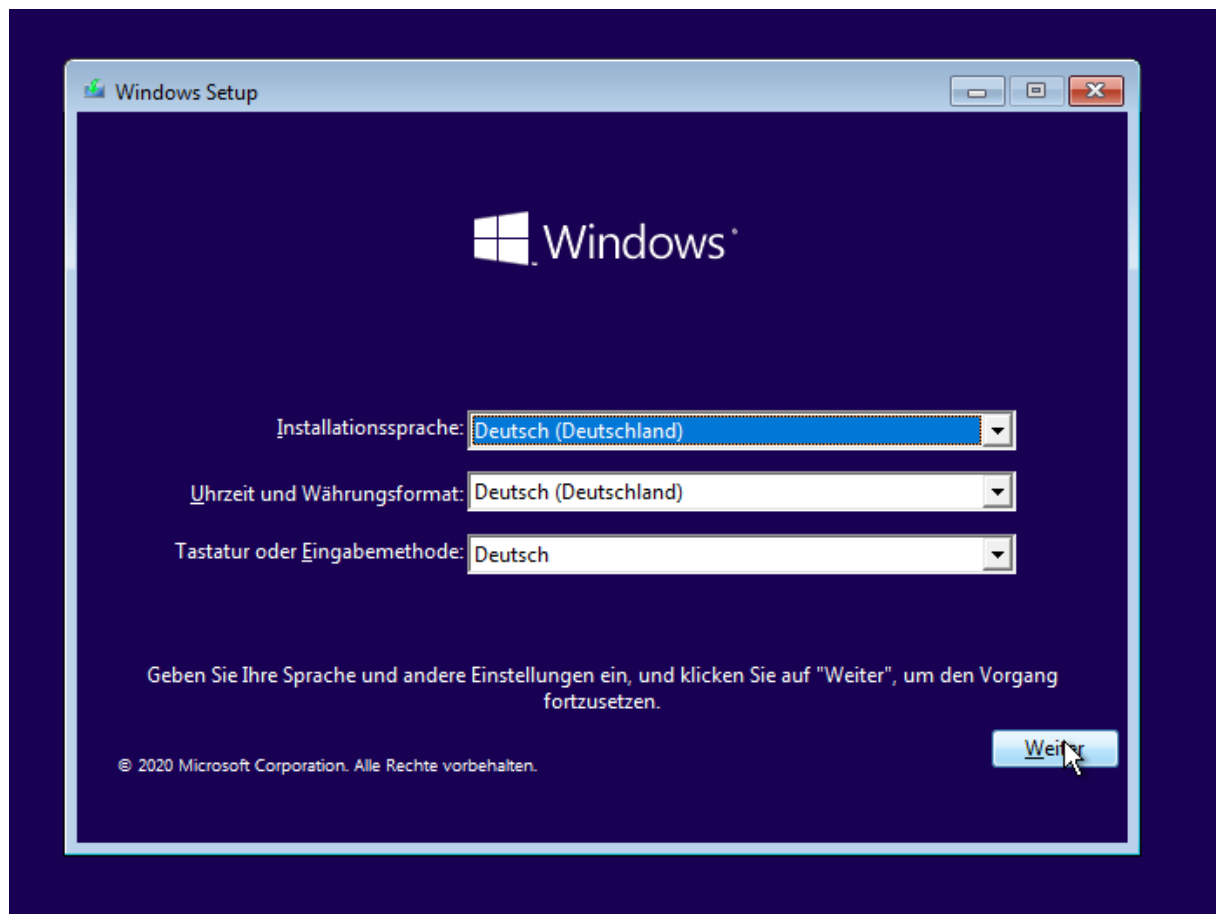 Windows Setup
Windows
Installationssprache: Deutsch (Deutschland)
Uhrzeit und Währungsformat: Deutsch (Deutschland)
Tastatur oder Eingabemethode: Deutsch
Geben Sie Ihre Sprache und andere Einstellungen ein, und klicken Sie auf "Weiter", um den Vorgang
fortzusetzen.
Weiter
© 2020 Microsoft Corporation. Alle Rechte vorbehalten.